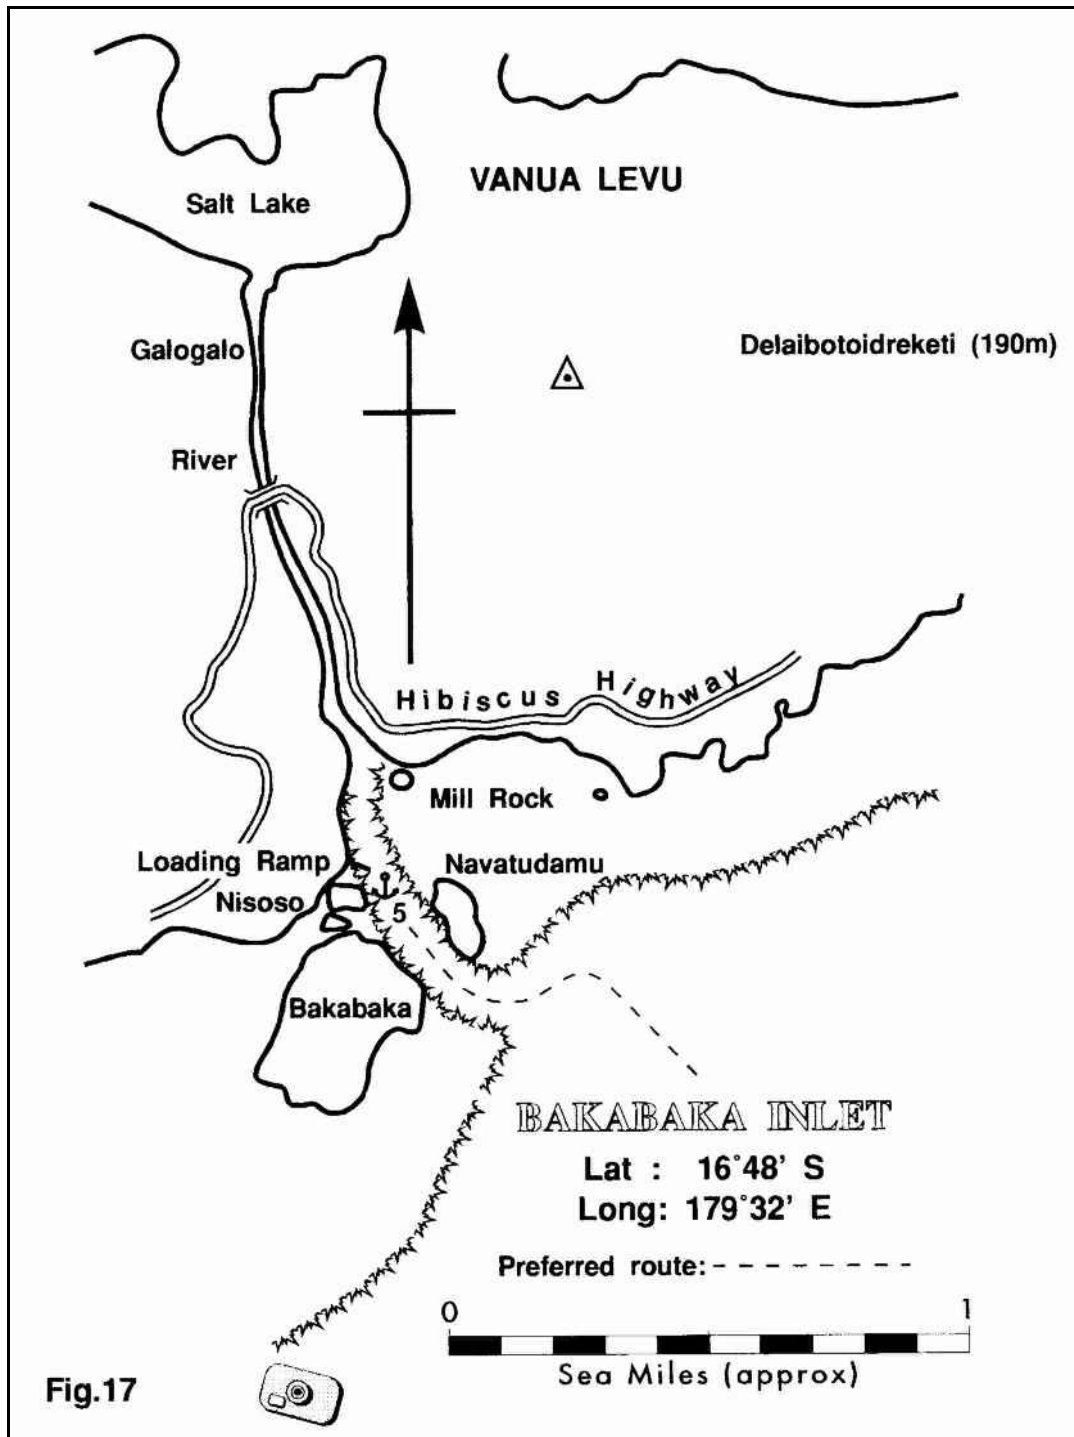 VANUA LEVU
Salt Lake
Galogalo
Delaibotoidreketi (190m)
River
Hibiscus Highway
Mill Rock
Loading Ramp
Navatudamu
Nisoso
5
Bakabaka
BAKABAKA INLET
Lat : 16°48' S
Long: 179°32' E
Preferred route:
0 1
Sea Miles (approx)
Fig.17